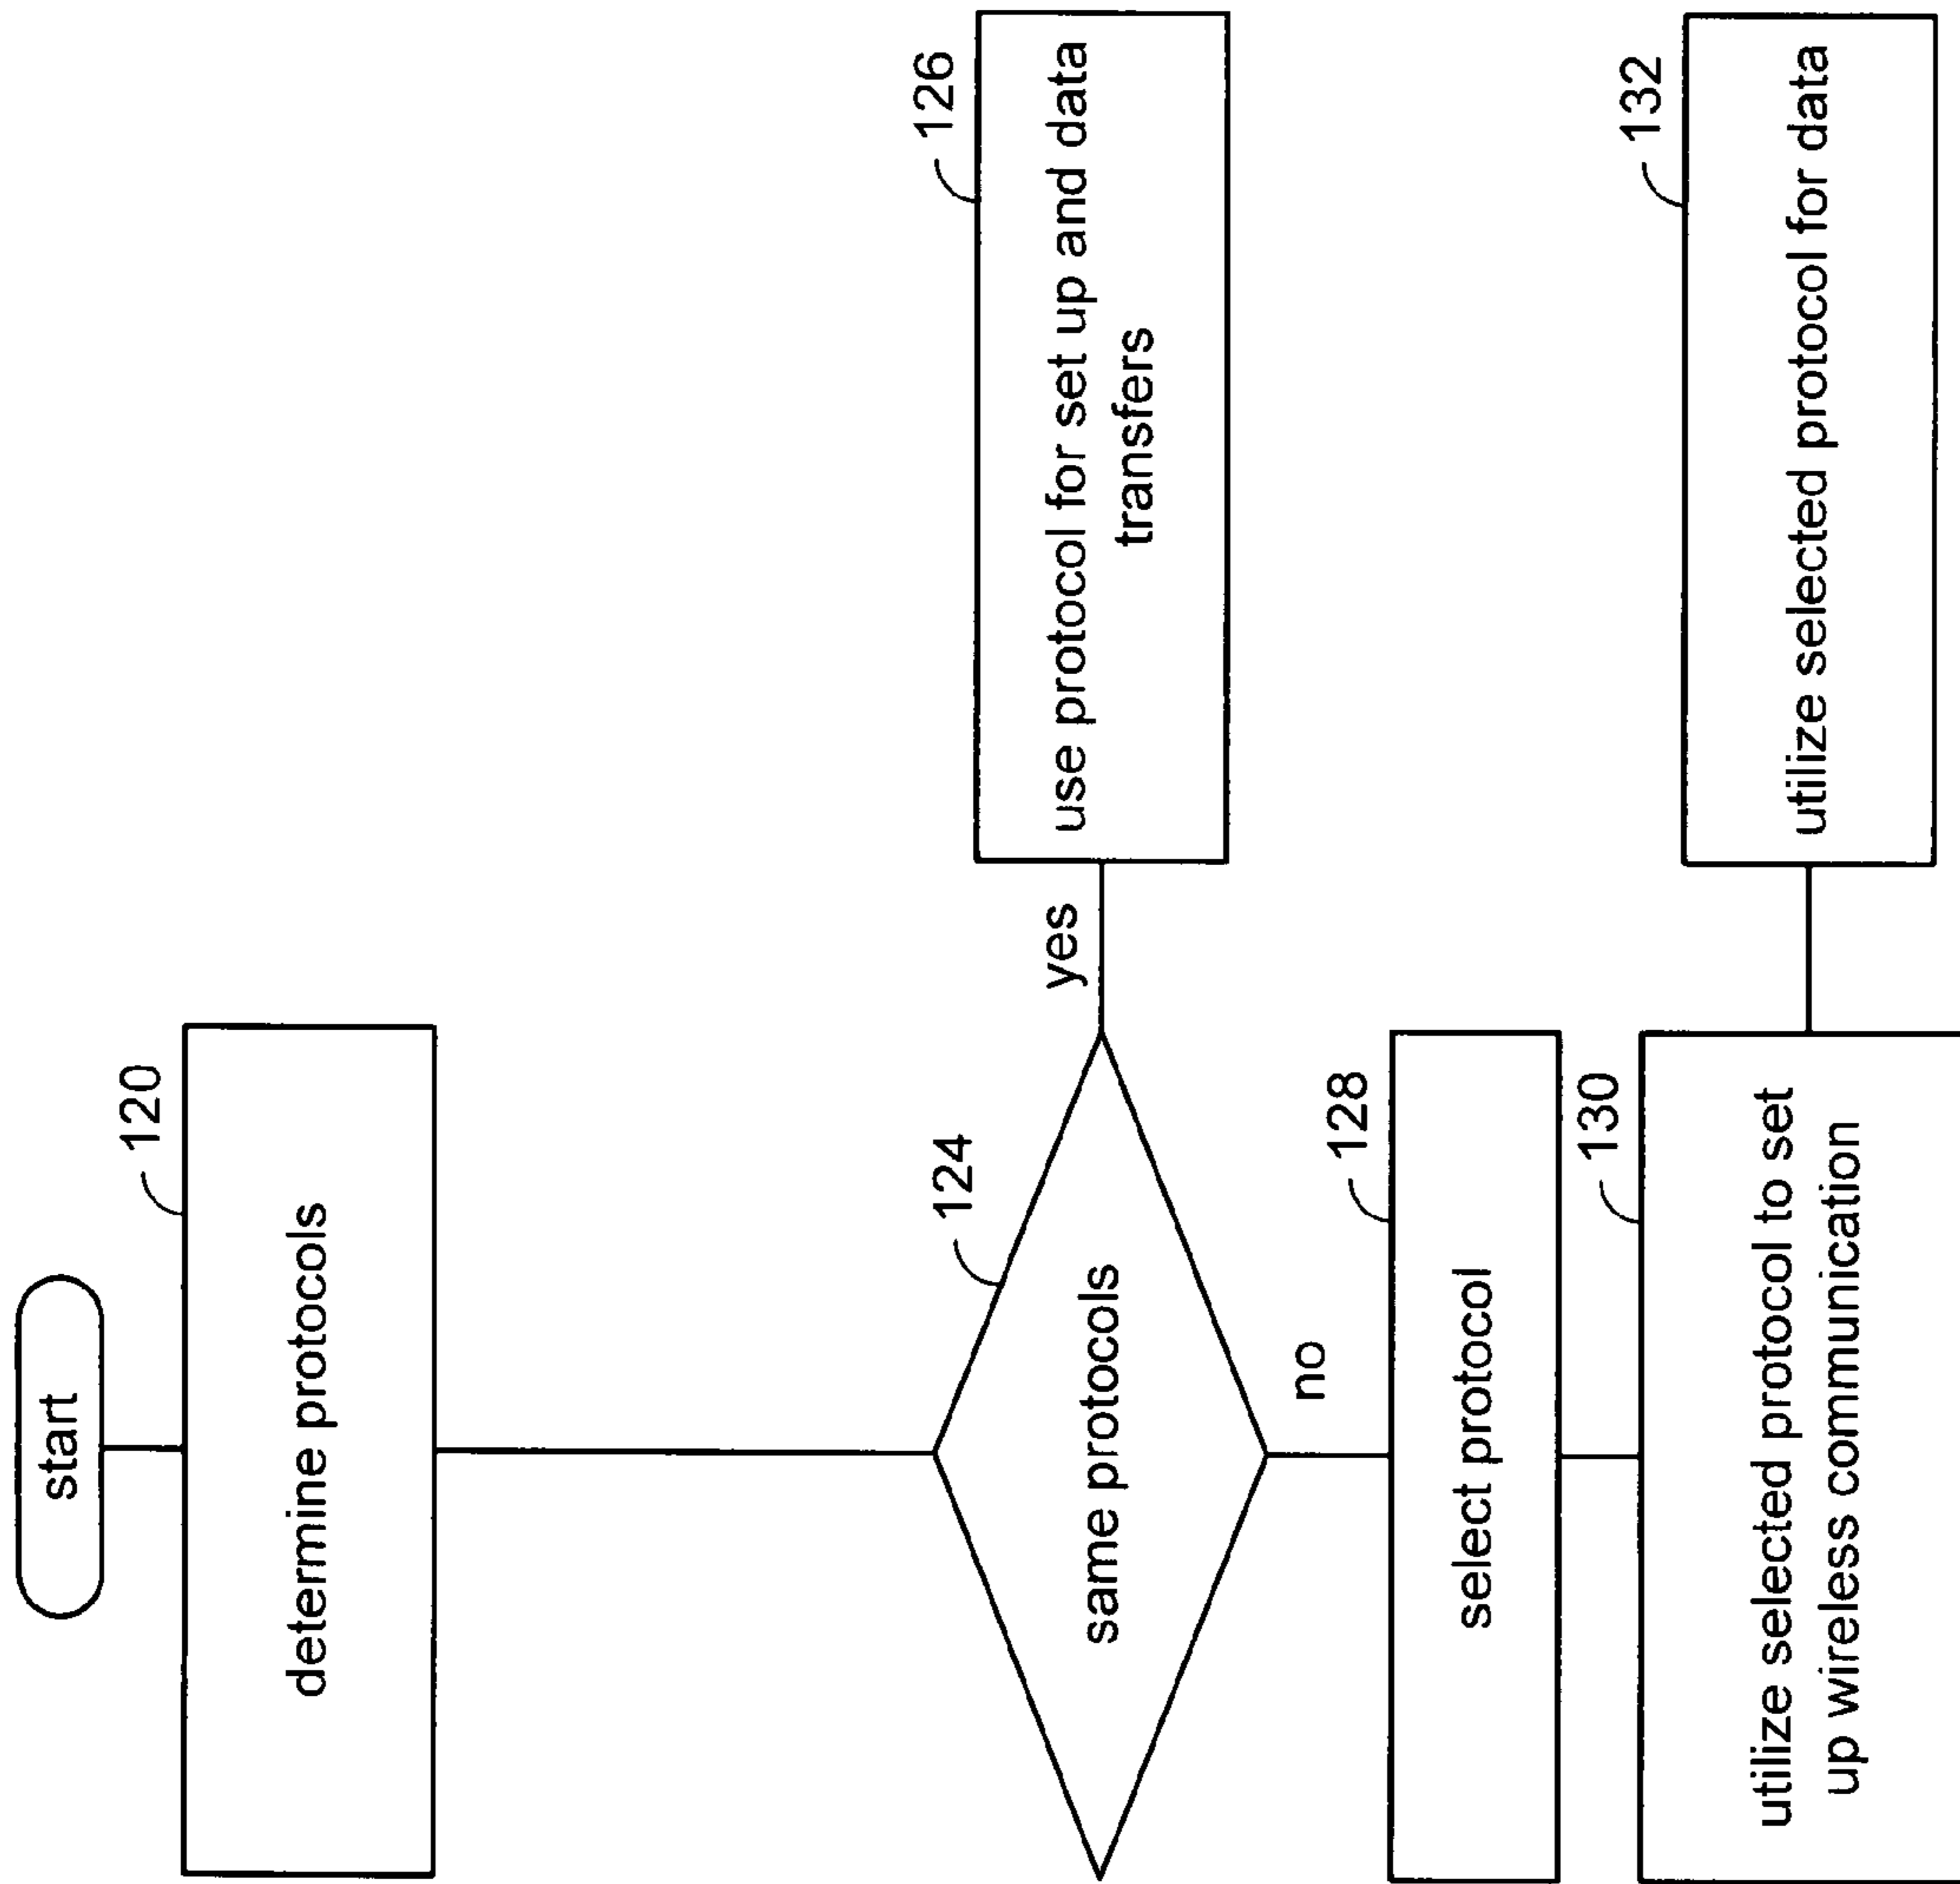 start
120
determine protocols
124
same protocols
yes
126
use protocol for set up and data
transfers
no
128
select protocol
130
utilize selected protocol to set
up wireless communication
132
utilize selected protocol for data